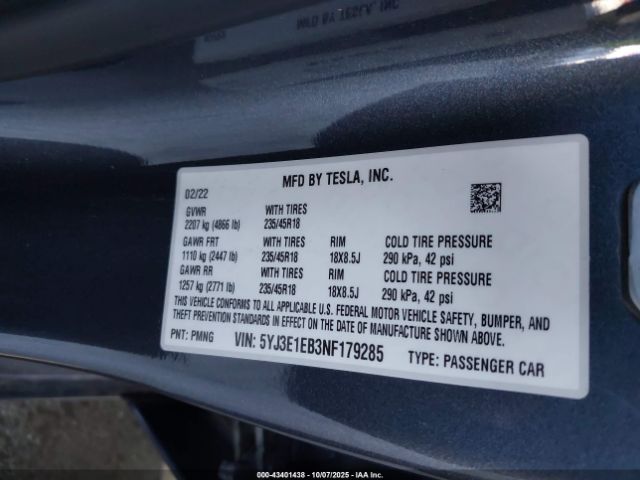 MFD BY TESLA, INC.
02/22
GVWR WITH TIRES
2207 kg (4866 lb) 235/45R18
GAWR FRT WITH TIRES RIM COLD TIRE PRESSURE
1110 kg (2447 lb) 235/45R18 18X8.5J 290 kPa, 42 psi
GAWR RR WITH TIRES RIM COLD TIRE PRESSURE
1257 kg (2771 lb) 235/45R18 18X8.5J 290 kPa, 42 psi
THIS VEHICLE CONFORMS TO ALL APPLICABLE U.S. FEDERAL MOTOR VEHICLE SAFETY, BUMPER, AND
THEFT PREVENTION STANDARDS IN EFFECT ON THE DATE OF MANUFACTURE SHOWN ABOVE.
PNT: PMNG VIN: 5YJ3E1EB3NF179285 TYPE: PASSENGER CAR
000-43401438 - 10/07/2025 - IAAI.COM